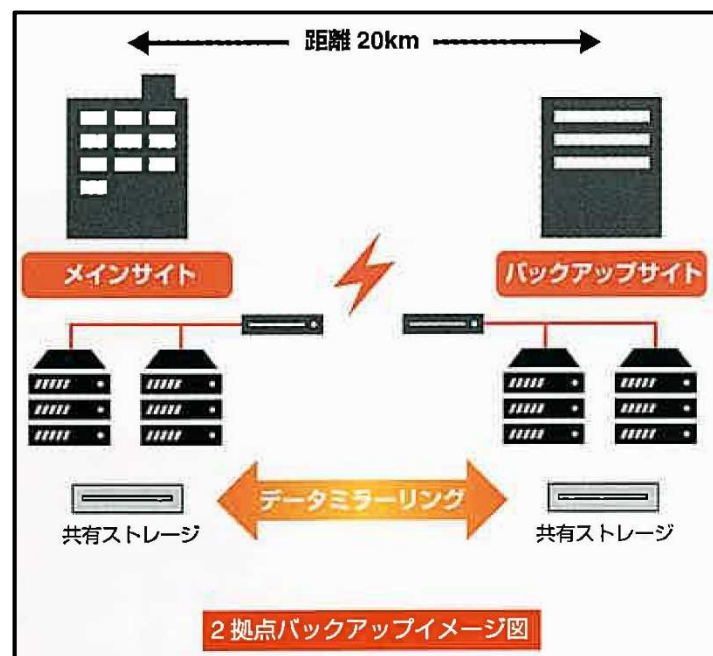 距離 20km
メインサイト
バックアップサイト
データミラーリング
共有ストレージ
共有ストレージ
2 拠点バックアップイメージ図